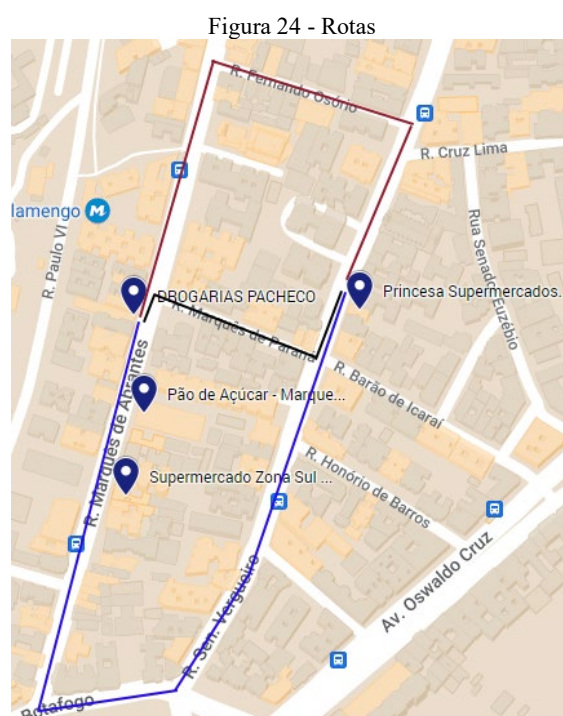 Figura 24 - Rotas
R. Fernando Osório
R. Cruz Lima
lamengo
M
R. Paulo VI
Rua Senador Euzébio
DROGARIAS PACHECO
Princesa Supermercados.
R. Marquês de Paraná
R. Marquês de Abrantes
R. Barão de Icaraí
Pão de Açúcar - Marque...
R. Honório de Barros
Supermercado Zona Sul ...
Av. Oswaldo Cruz
R. Sen. Vergueiro
Botafogo